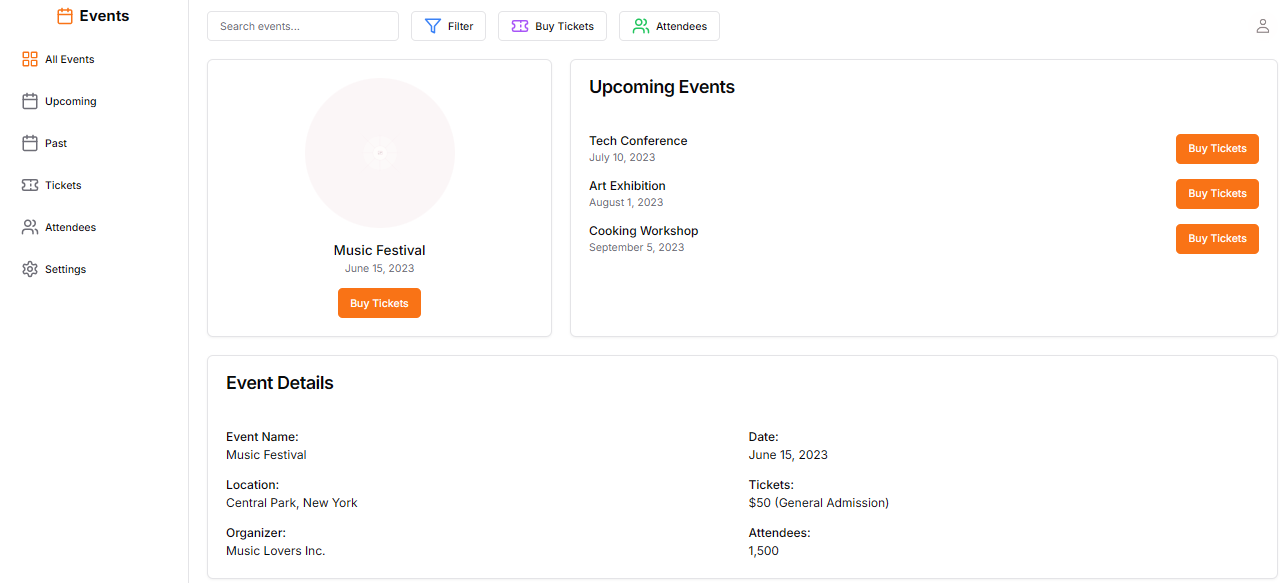 Events
All Events
Upcoming
Past
Tickets
Attendees
Settings
Search events...
Filter
Buy Tickets
Attendees
Music Festival
June 15, 2023
Buy Tickets
Upcoming Events
Tech Conference
July 10, 2023
Buy Tickets
Art Exhibition
August 1, 2023
Buy Tickets
Cooking Workshop
September 5, 2023
Buy Tickets
Event Details
Event Name:
Music Festival
Date:
June 15, 2023
Location:
Central Park, New York
Tickets:
$50 (General Admission)
Organizer:
Music Lovers Inc.
Attendees:
1,500